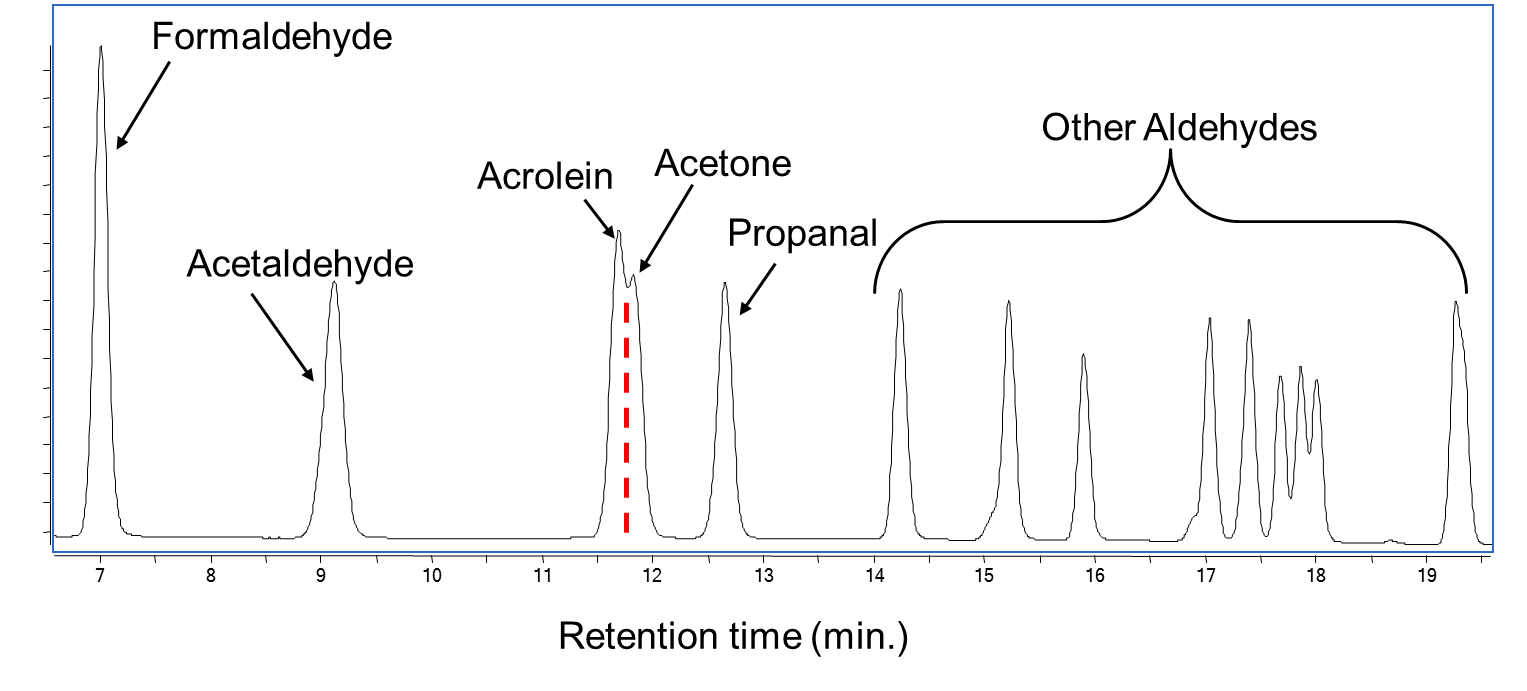 Formaldehyde
Other Aldehydes
Acetone
Acrolein
Propanal
Acetaldehyde
7 8 9 10 11 12 13 14 15 16 17 18 19
Retention time (min.)